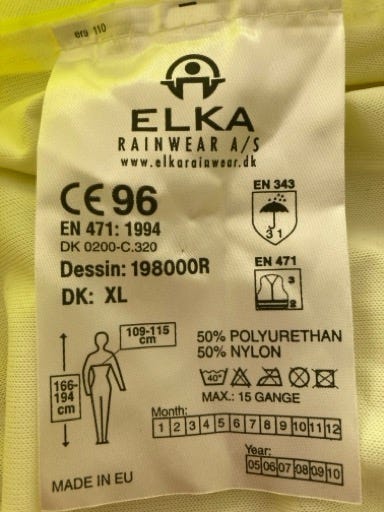 ero 110
ELKA
RAINWEAR A/S
www.elkarainwear.dk
CE 96
EN 471: 1994
DK 0200-C.320
Dessin: 198000R
DK: XL
EN 343
3 1
EN 471
3
2
109-115
cm
166-
194
cm
50% POLYURETHAN
50% NYLON
40°
MAX.: 15 GANGE
Month:
1 2 3 4 5 6 7 8 9 10 11 12
Year:
05 06 07 08 09 10
MADE IN EU